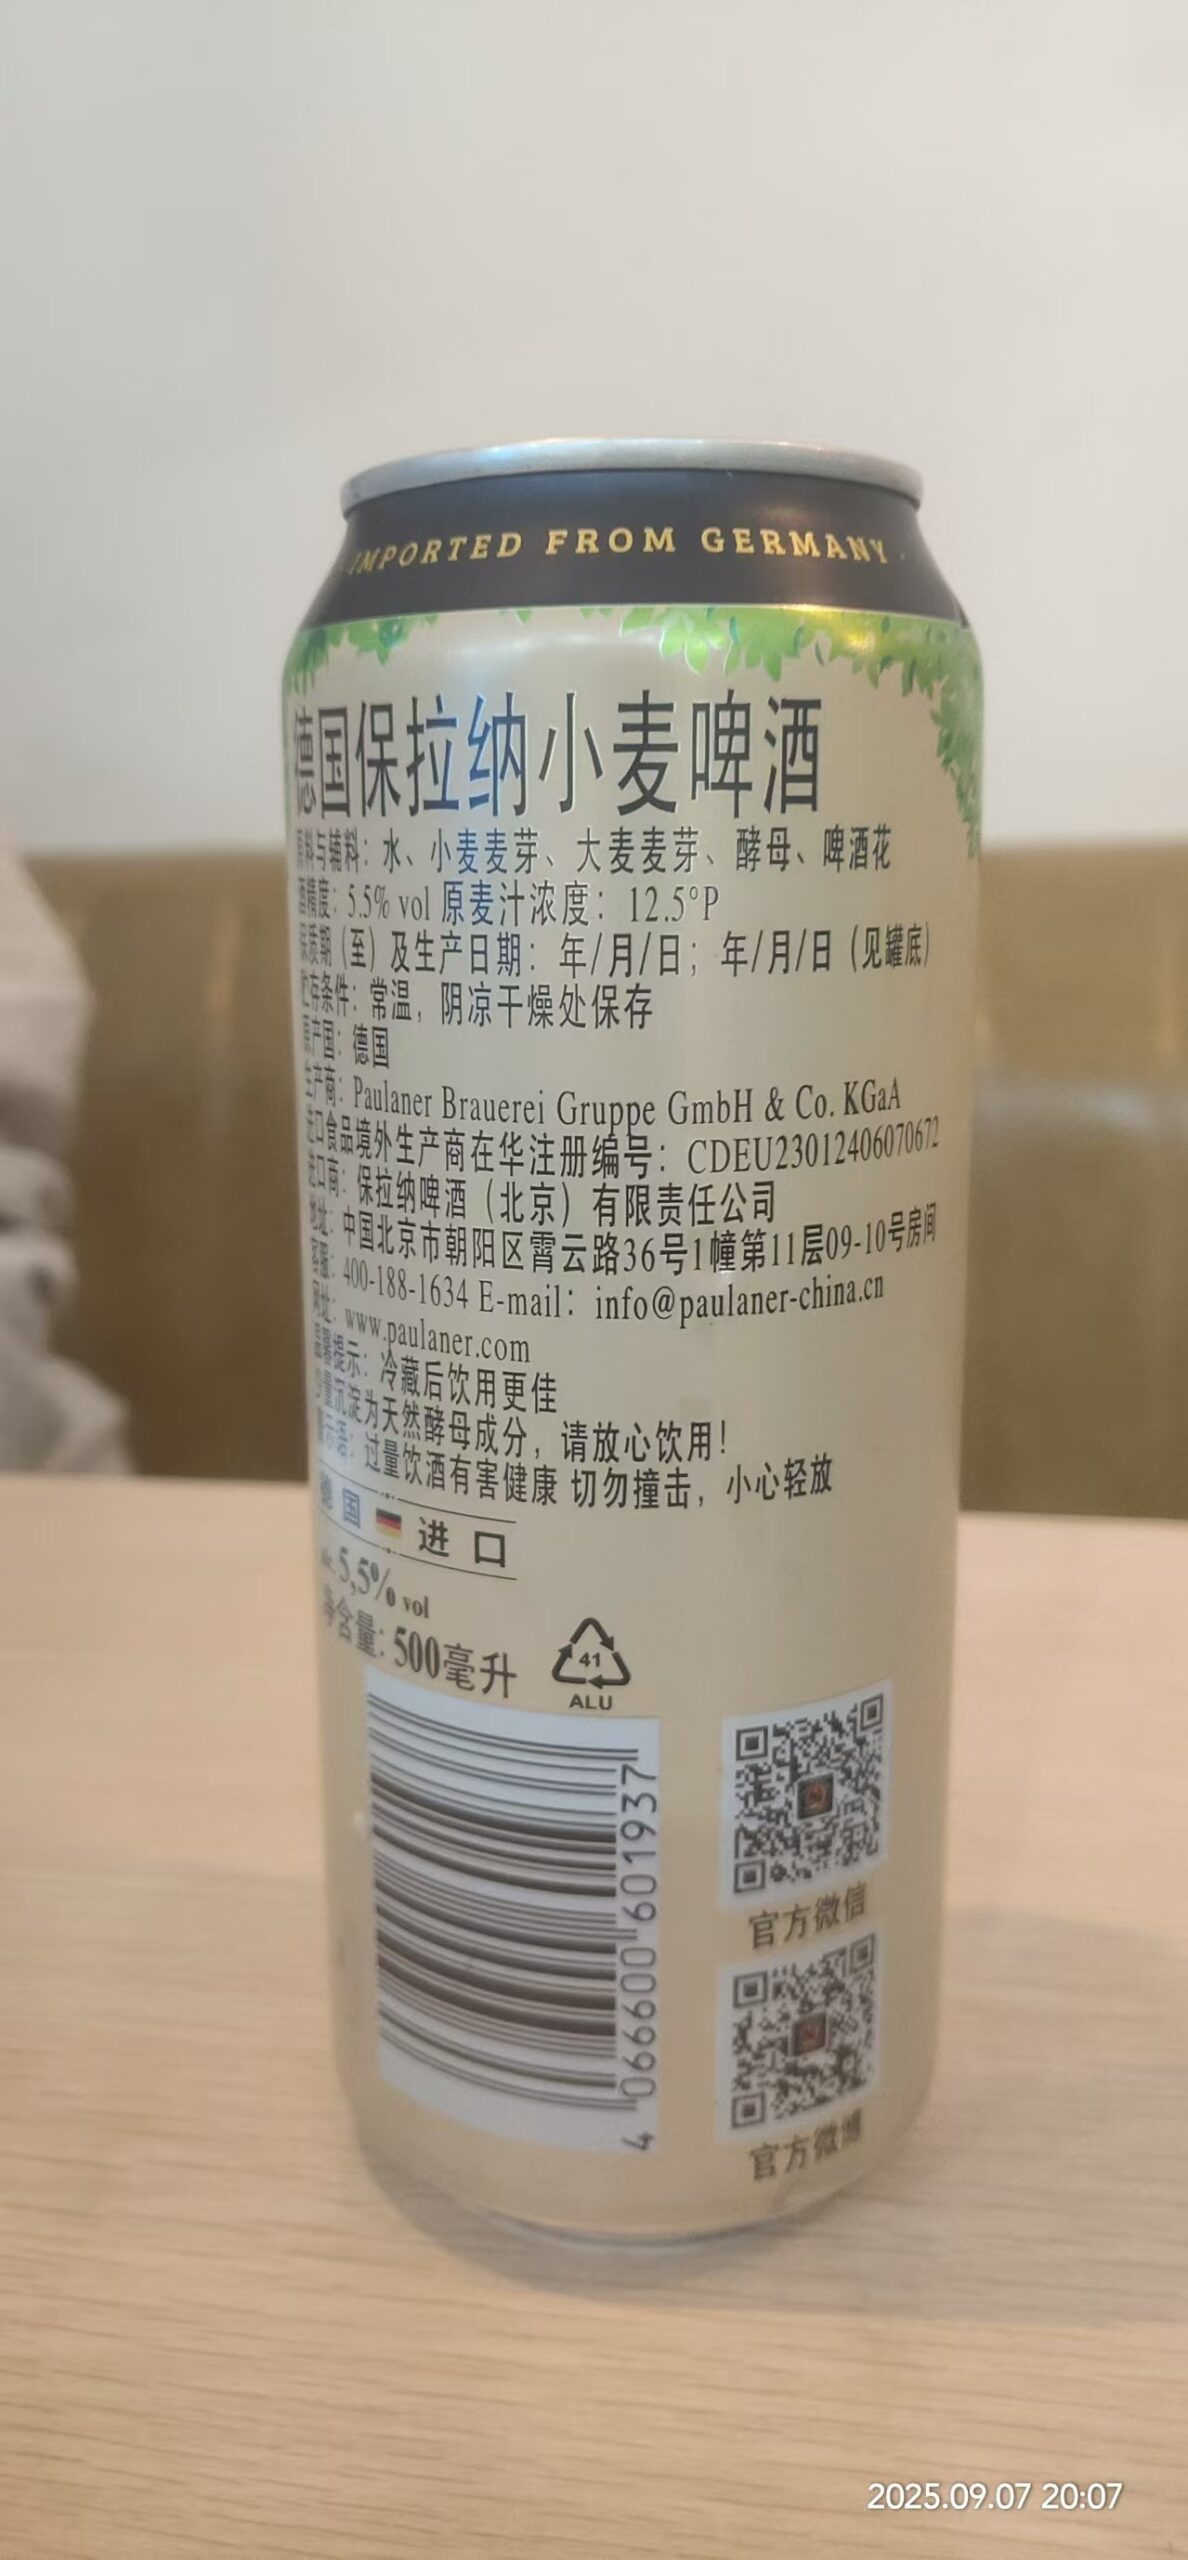 IMPORTED FROM GERMANY
德国保拉纳小麦啤酒
原料与辅料：水、小麦麦芽、大麦麦芽、酵母、啤酒花
酒精度：5.5% vol 原麦汁浓度：12.5°P
保质期（至）及生产日期：年/月/日；年/月/日（见罐底）
贮存条件：常温，阴凉干燥处保存
原产国：德国
生产商：Paulaner Brauerei Gruppe GmbH & Co. KGaA
进口食品境外生产商在华注册编号：CDEU23012406070672
进口商：保拉纳啤酒（北京）有限责任公司
地址：中国北京市朝阳区霄云路36号1幢第11层09-10号房间
客服：400-188-1634 E-mail：info@paulaner-china.cn
网址：www.paulaner.com
温馨提示：冷藏后饮用更佳
少量沉淀为天然酵母成分，请放心饮用！
警示语：过量饮酒有害健康 切勿撞击，小心轻放
德国 进口
alc. 5,5% vol
净含量: 500毫升
41
ALU
4 066600 601937
官方微信
官方微博
2025.09.07 20:07